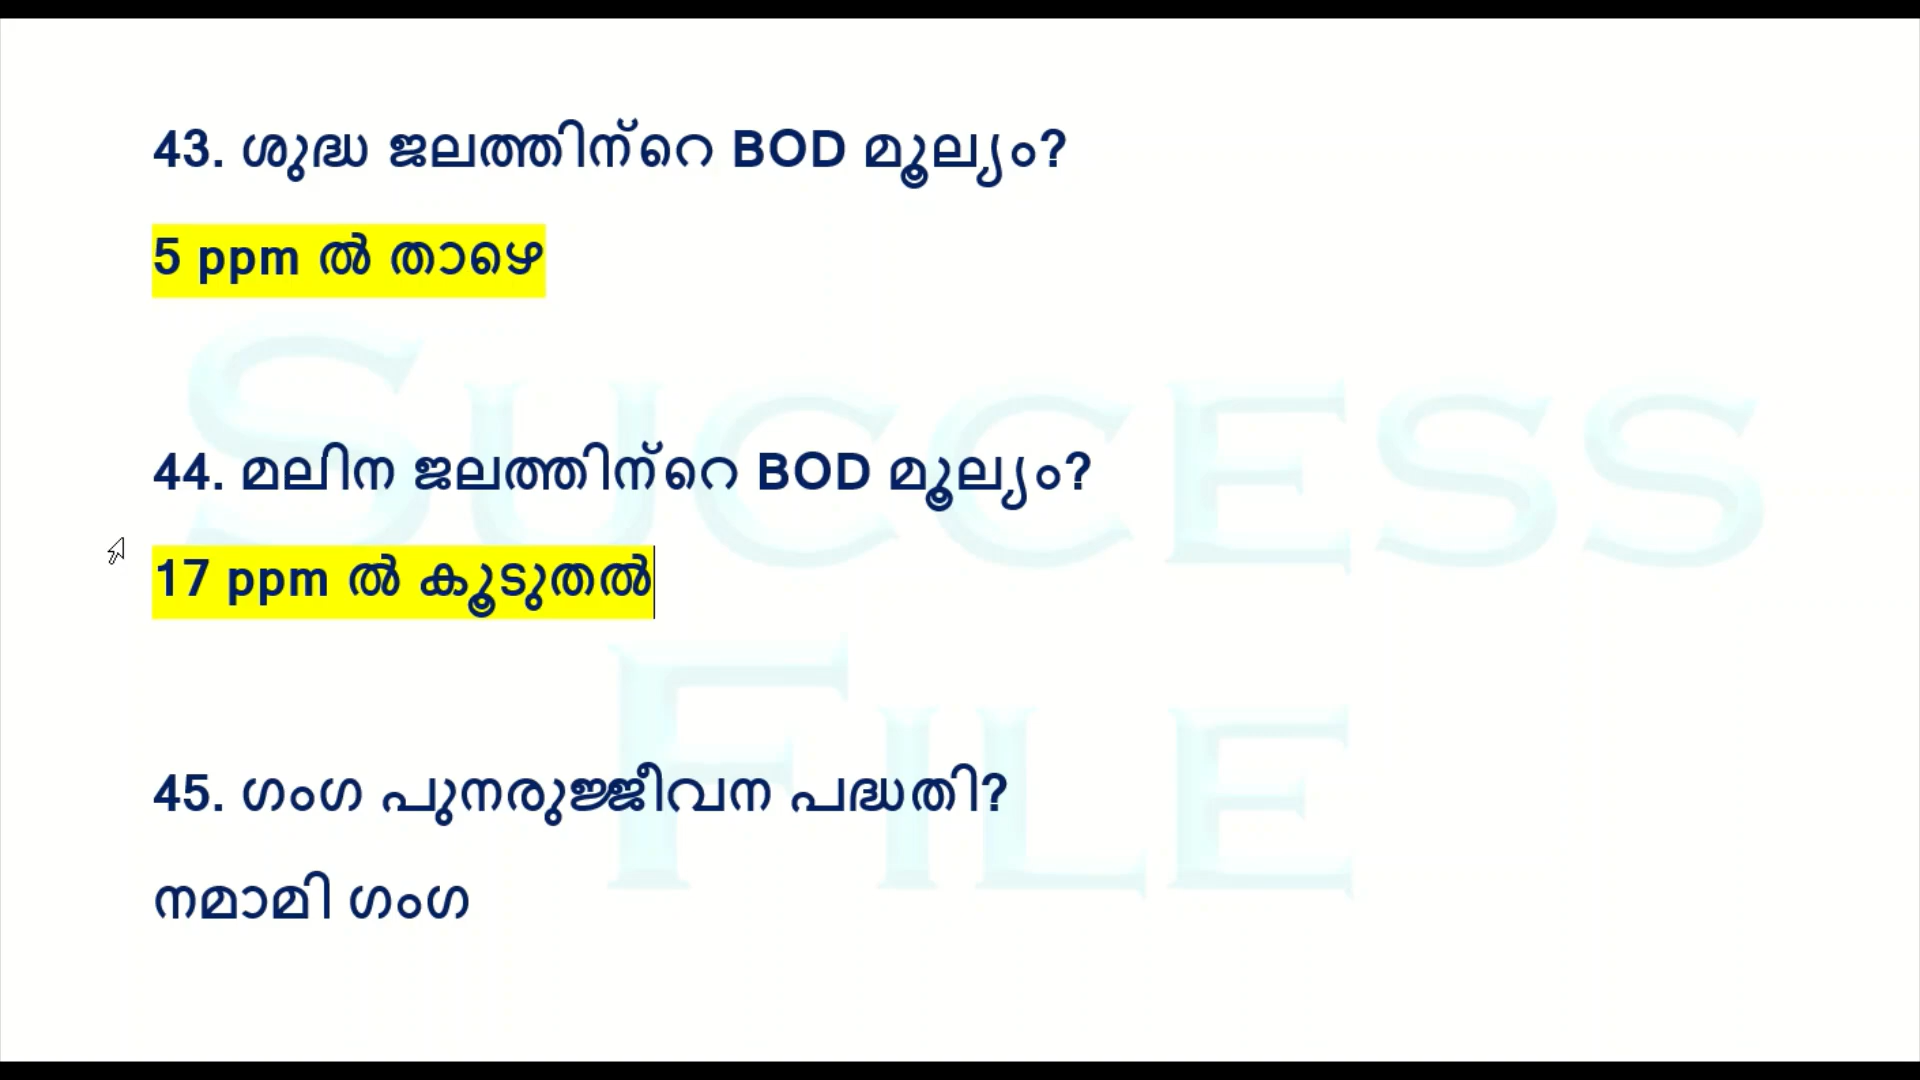 43. ശുദ്ധ ജലത്തിന്റെ BOD മൂല്യം?
5 ppm ൽ താഴെ
44. മലിന ജലത്തിന്റെ BOD മൂല്യം?
17 ppm ൽ കൂടുതൽ
45. ഗംഗ പുനരുജ്ജീവന പദ്ധതി?
നമാമി ഗംഗ
SUCCESS
FILE